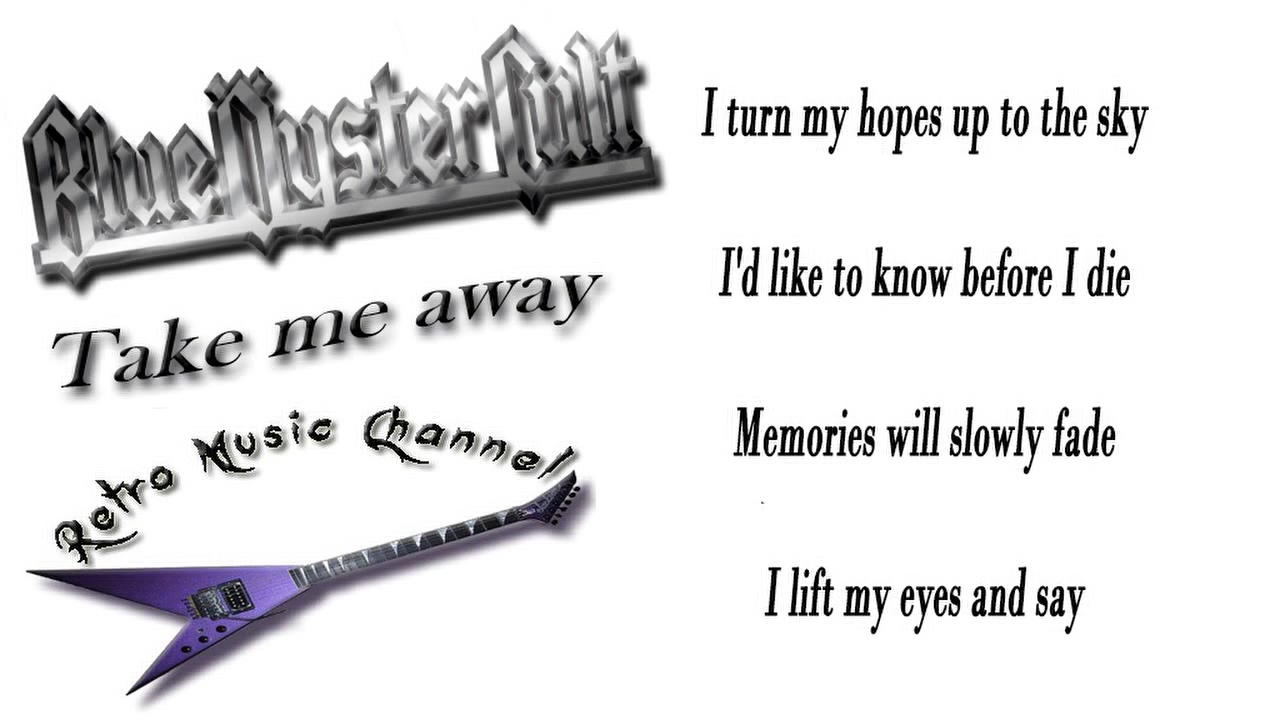 Blue Öyster Cult
Take me away
Retro Music Channel
I turn my hopes up to the sky
I'd like to know before I die
Memories will slowly fade
I lift my eyes and say